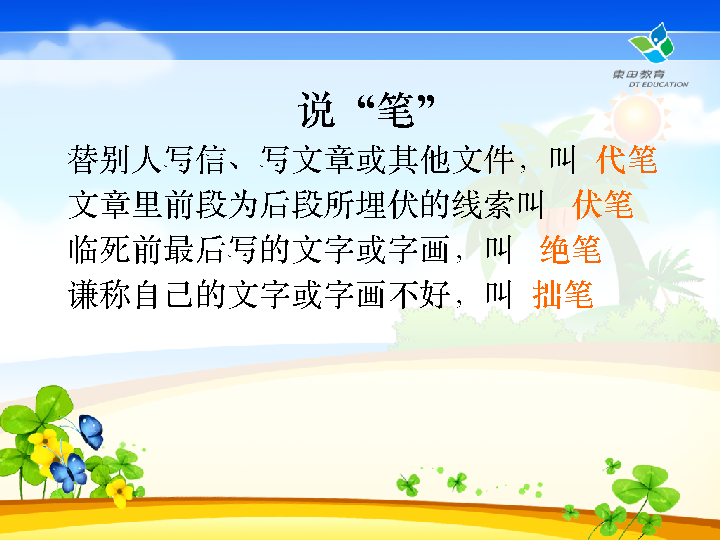 東田教育
DT EDUCATION
说“笔”
替别人写信、写文章或其他文件，叫 代笔
文章里前段为后段所埋伏的线索叫 伏笔
临死前最后写的文字或字画，叫 绝笔
谦称自己的文字或字画不好，叫 拙笔